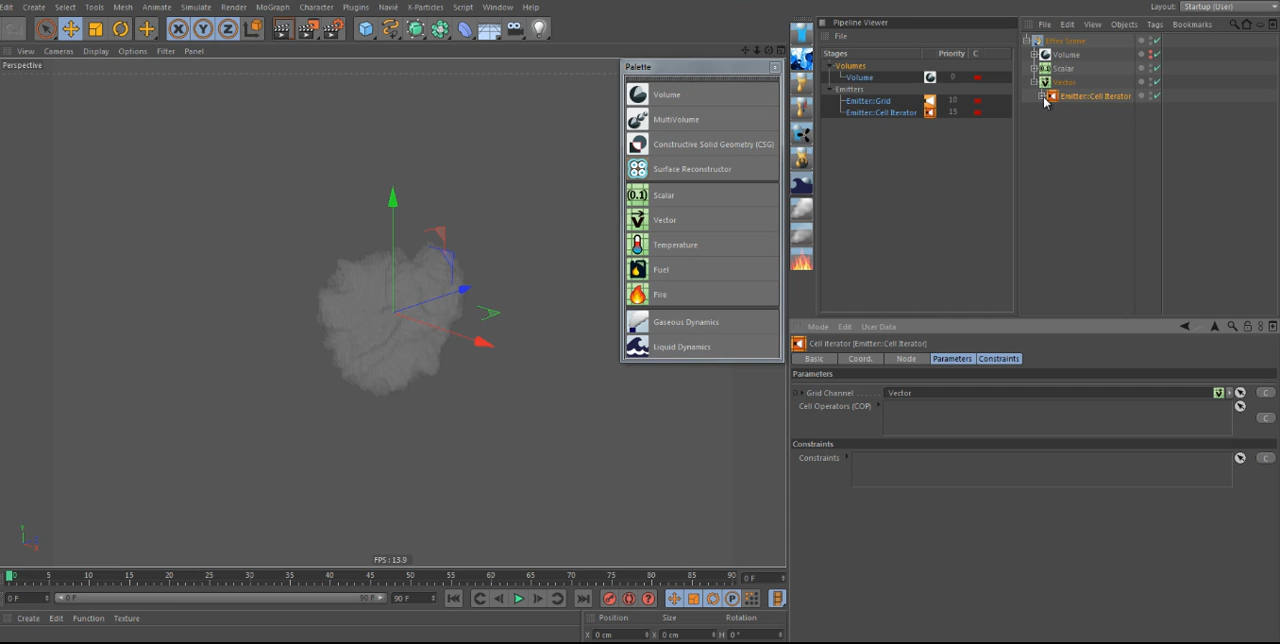 Edit Create Select Tools Mesh Animate Simulate Render MoGraph Character Plugins Navié X-Particles Script Window Help Layout: Startup (User)
X Y Z
View Cameras Display Options Filter Panel
Perspective
Palette
Volume
MultiVolume
Constructive Solid Geometry (CSG)
Surface Reconstructor
(0.1) Scalar
Vector
Temperature
Fuel
Fire
Gaseous Dynamics
Liquid Dynamics
Pipeline Viewer
File
Stages Priority C
Volumes
Volume 0
Emitters
Emitter::Grid 10
Emitter::Cell Iterator 15
File Edit View Objects Tags Bookmarks
Effex Scene
Volume
Scalar
Vector
Emitter::Cell Iterator
Mode Edit User Data
Cell Iterator [Emitter::Cell Iterator]
Basic Coord. Node Parameters Constraints
Parameters
Grid Channel Vector C
Cell Operators (COP) C
Constraints
Constraints C
FPS : 13.9
Y
X
0 5 10 15 20 25 30 35 40 45 50 55 60 65 70 75 80 85 90 0 F
0 F 0 F 90 F 90 F
Create Edit Function Texture
Position Size Rotation
X 0 cm X 0 cm H 0 °